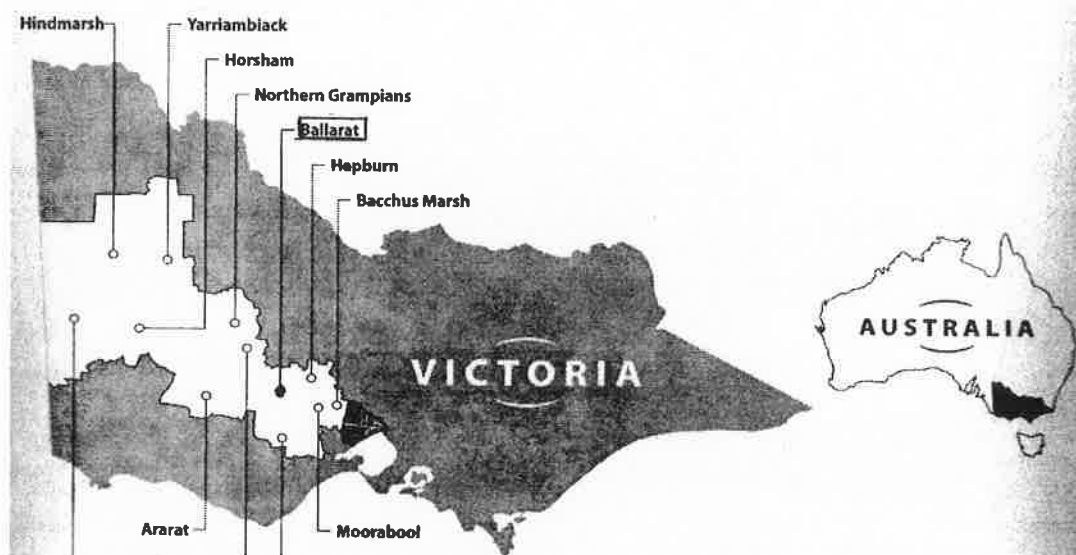 Hindmarsh
Yarriambiack
Horsham
Northern Grampians
Ballarat
Hepburn
Bacchus Marsh
VICTORIA
AUSTRALIA
Ararat
Moorabool